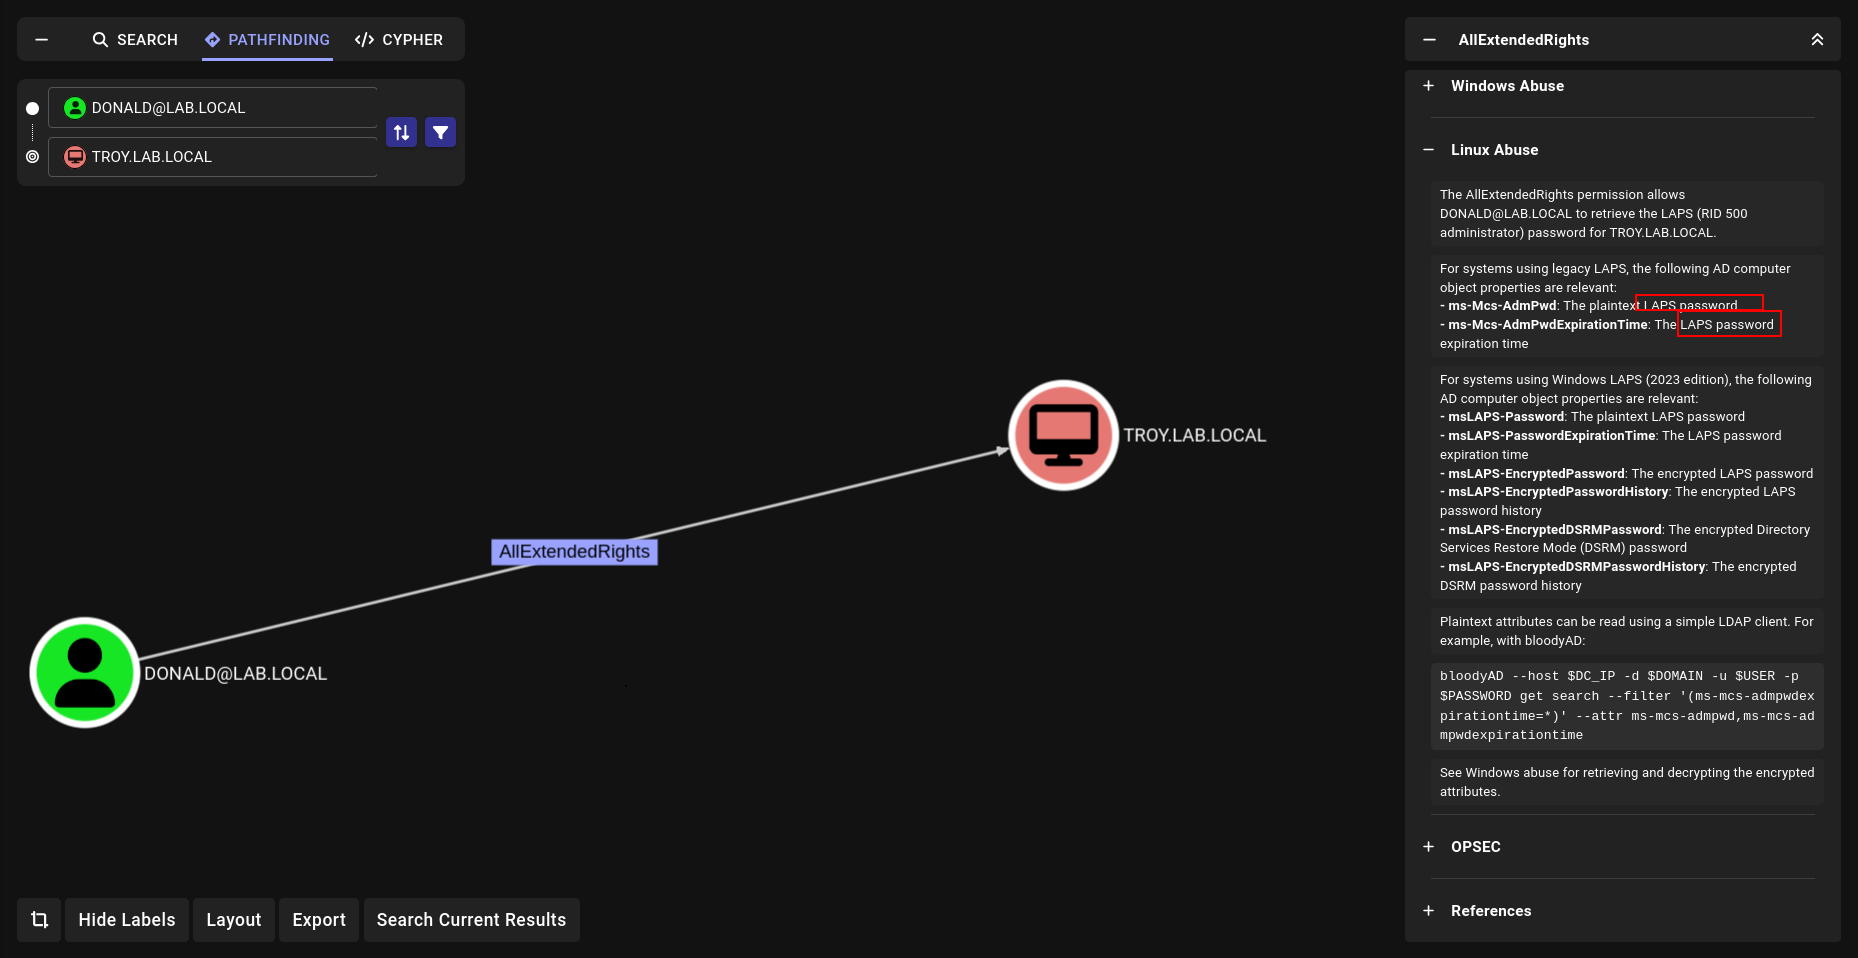 SEARCH
PATHFINDING
CYPHER
DONALD@LAB.LOCAL
TROY.LAB.LOCAL
TROY.LAB.LOCAL
AllExtendedRights
DONALD@LAB.LOCAL
Hide Labels
Layout
Export
Search Current Results
AllExtendedRights
Windows Abuse
Linux Abuse
The AllExtendedRights permission allows
DONALD@LAB.LOCAL to retrieve the LAPS (RID 500
administrator) password for TROY.LAB.LOCAL.
For systems using legacy LAPS, the following AD computer
object properties are relevant:
- ms-Mcs-AdmPwd: The plaintext LAPS password
- ms-Mcs-AdmPwdExpirationTime: The LAPS password
expiration time
For systems using Windows LAPS (2023 edition), the following
AD computer object properties are relevant:
- msLAPS-Password: The plaintext LAPS password
- msLAPS-PasswordExpirationTime: The LAPS password
expiration time
- msLAPS-EncryptedPassword: The encrypted LAPS password
- msLAPS-EncryptedPasswordHistory: The encrypted LAPS
password history
- msLAPS-EncryptedDSRMPassword: The encrypted Directory
Services Restore Mode (DSRM) password
- msLAPS-EncryptedDSRMPasswordHistory: The encrypted
DSRM password history
Plaintext attributes can be read using a simple LDAP client. For
example, with bloodyAD:
bloodyAD --host $DC_IP -d $DOMAIN -u $USER -p
$PASSWORD get search --filter '(ms-mcs-admpwdex
pirationtime=*)' --attr ms-mcs-admpwd,ms-mcs-ad
mpwdexpirationtime
See Windows abuse for retrieving and decrypting the encrypted
attributes.
OPSEC
References